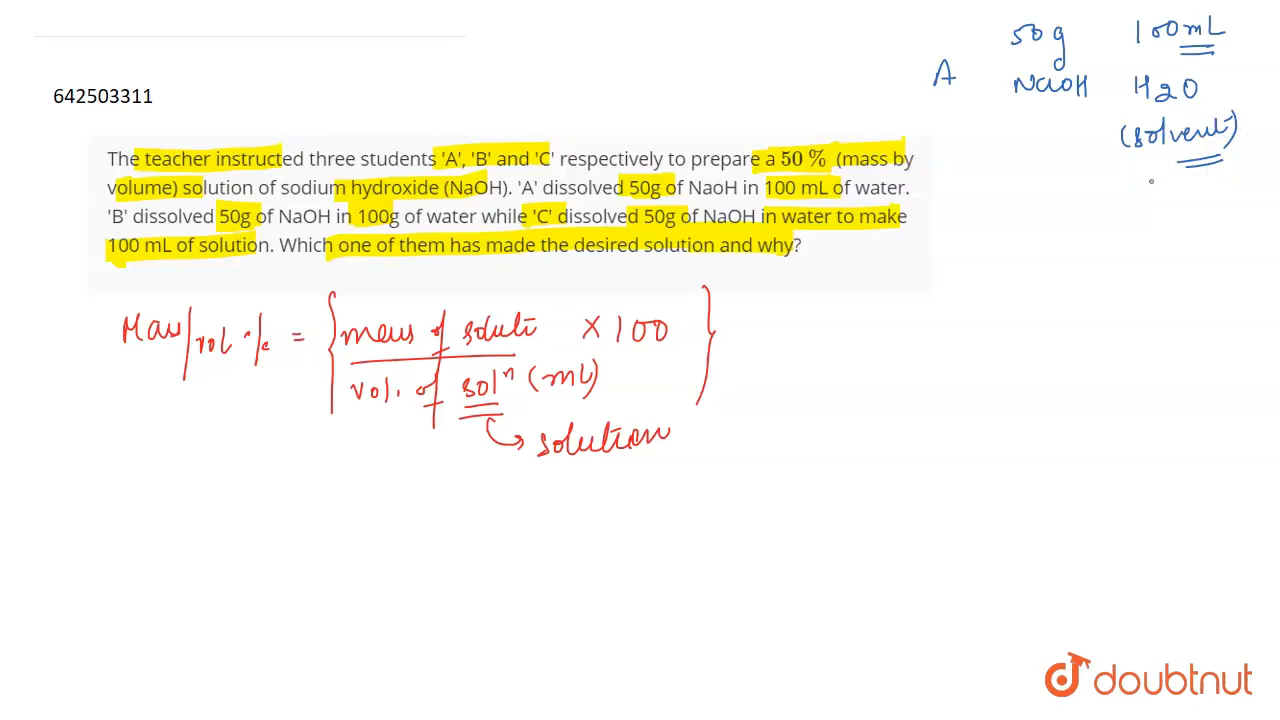 642503311
The teacher instructed three students 'A', 'B' and 'C' respectively to prepare a 50 % (mass by
volume) solution of sodium hydroxide (NaOH). 'A' dissolved 50g of NaoH in 100 mL of water.
'B' dissolved 50g of NaOH in 100g of water while 'C' dissolved 50g of NaOH in water to make
100 mL of solution. Which one of them has made the desired solution and why?
50g 100mL
A NaOH H2O
(solvent)
Mass/vol % = { mass of solute × 100 }
vol. of solⁿ (mL)
solution
doubtnut